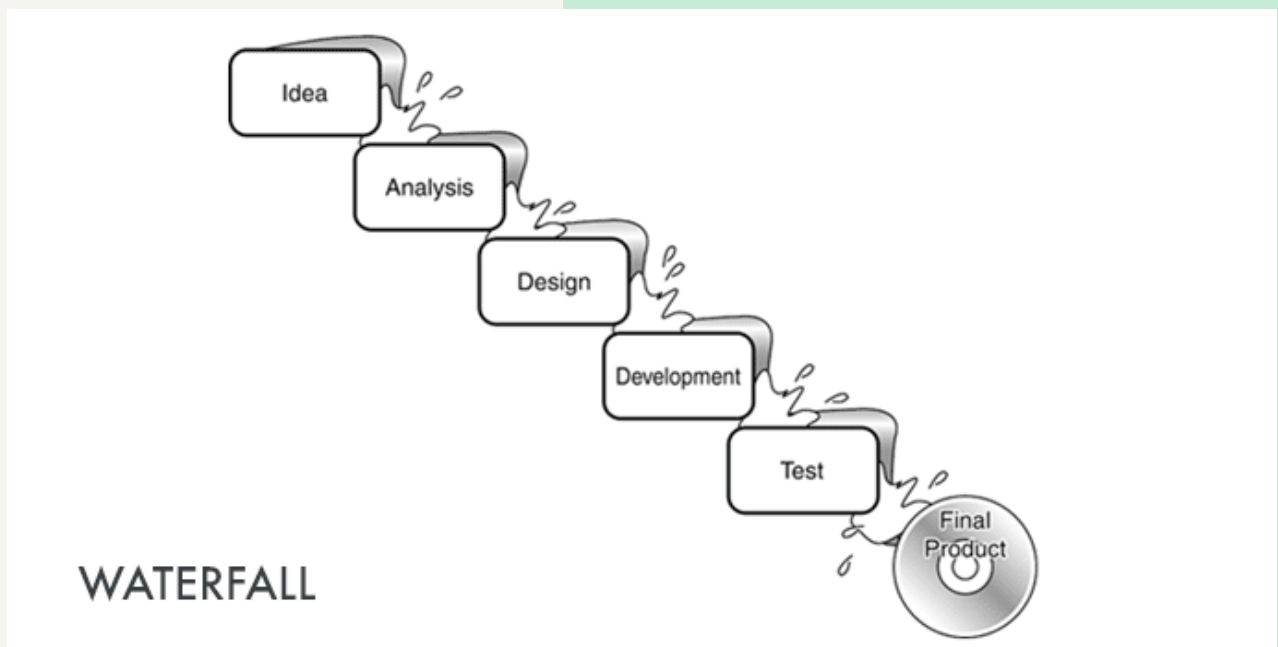 Idea
Analysis
Design
Development
Test
Final
Product
WATERFALL